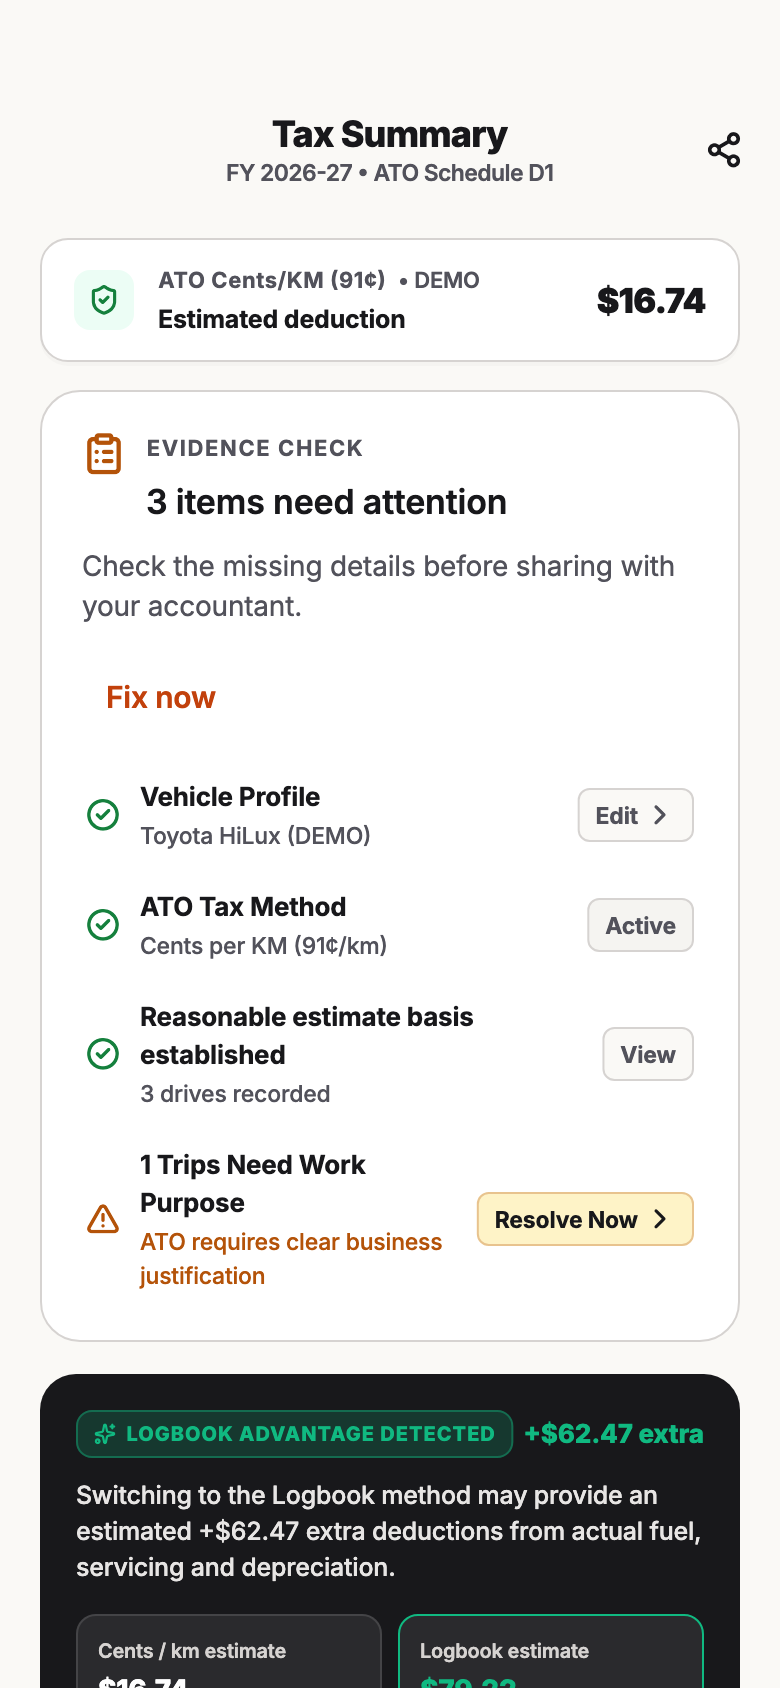 Tax Summary
FY 2026-27 • ATO Schedule D1
ATO Cents/KM (91¢) • DEMO
Estimated deduction
$16.74
EVIDENCE CHECK
3 items need attention
Check the missing details before sharing with
your accountant.
Fix now
Vehicle Profile
Toyota HiLux (DEMO)
Edit
ATO Tax Method
Cents per KM (91¢/km)
Active
Reasonable estimate basis
established
3 drives recorded
View
1 Trips Need Work
Purpose
ATO requires clear business
justification
Resolve Now
LOGBOOK ADVANTAGE DETECTED
+$62.47 extra
Switching to the Logbook method may provide an
estimated +$62.47 extra deductions from actual fuel,
servicing and depreciation.
Cents / km estimate
$16.74
Logbook estimate